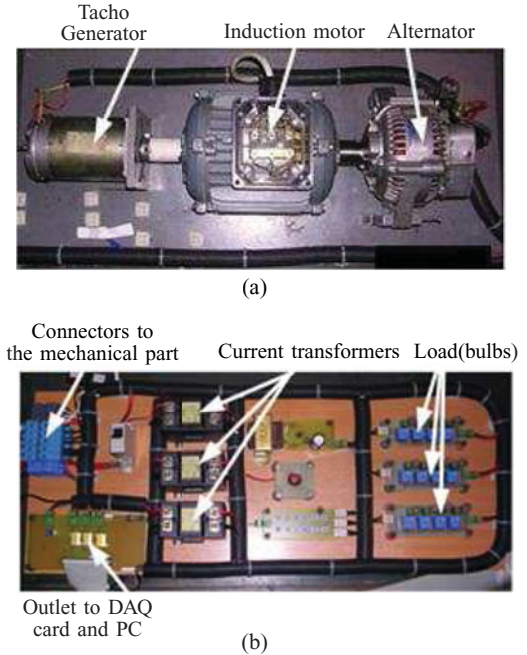 Tacho
Generator
Induction motor
Alternator
(a)
Connectors to
the mechanical part
Current transformers
Load(bulbs)
Outlet to DAQ
card and PC
(b)